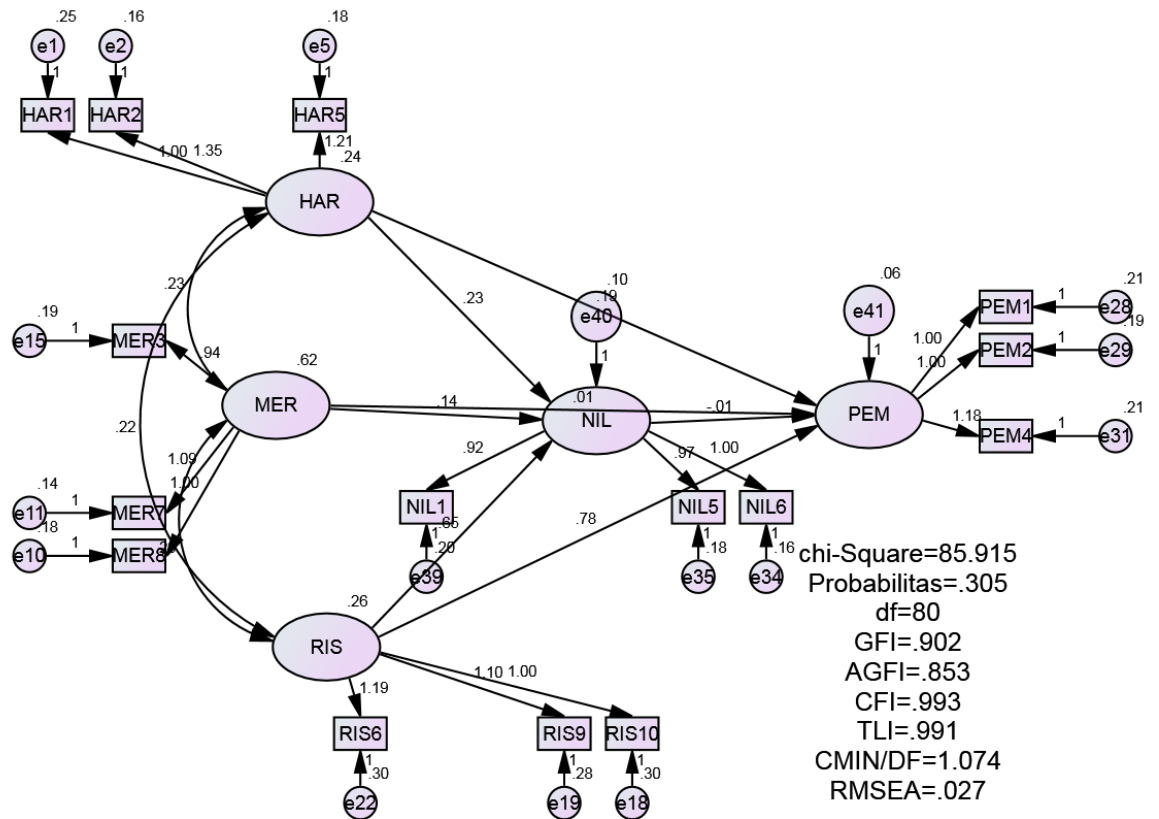 .25
.16
.18
e1
e2
e5
1
1
1
HAR1
HAR2
HAR5
1.00
1.35
1.21
.24
HAR
.23
.23
.10
.19
e40
1
.06
e41
1
.21
PEM1
1
e28
1.00
.19
PEM2
1
e29
1.00
.19
e15
1
MER3
.94
.62
MER
.14
.01
NIL
-.01
PEM
1.18
PEM4
1
.21
e31
.22
.92
.97
1.00
1.09
1.00
.14
e11
1
MER7
.18
e10
1
MER8
NIL1
.65
1
.20
e39
.78
NIL5
1
.18
e35
NIL6
1
.16
e34
.26
RIS
1.19
1.10
1.00
RIS6
RIS9
RIS10
1
.30
1
.28
1
.30
e22
e19
e18
chi-Square=85.915
Probabilitas=.305
df=80
GFI=.902
AGFI=.853
CFI=.993
TLI=.991
CMIN/DF=1.074
RMSEA=.027